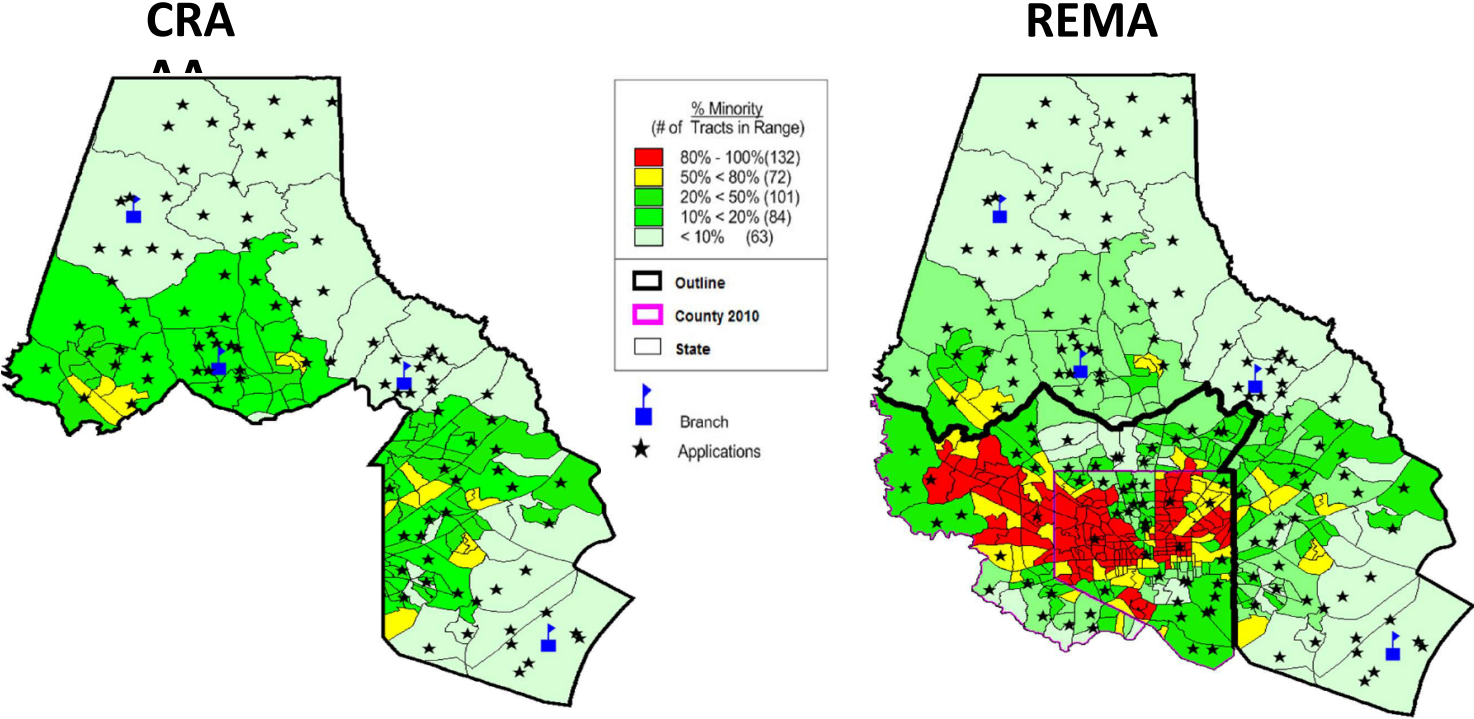 CRA
AA
REMA
% Minority
(# of Tracts in Range)
80% - 100%(132)
50% < 80% (72)
20% < 50% (101)
10% < 20% (84)
< 10% (63)
Outline
County 2010
State
Branch
Applications